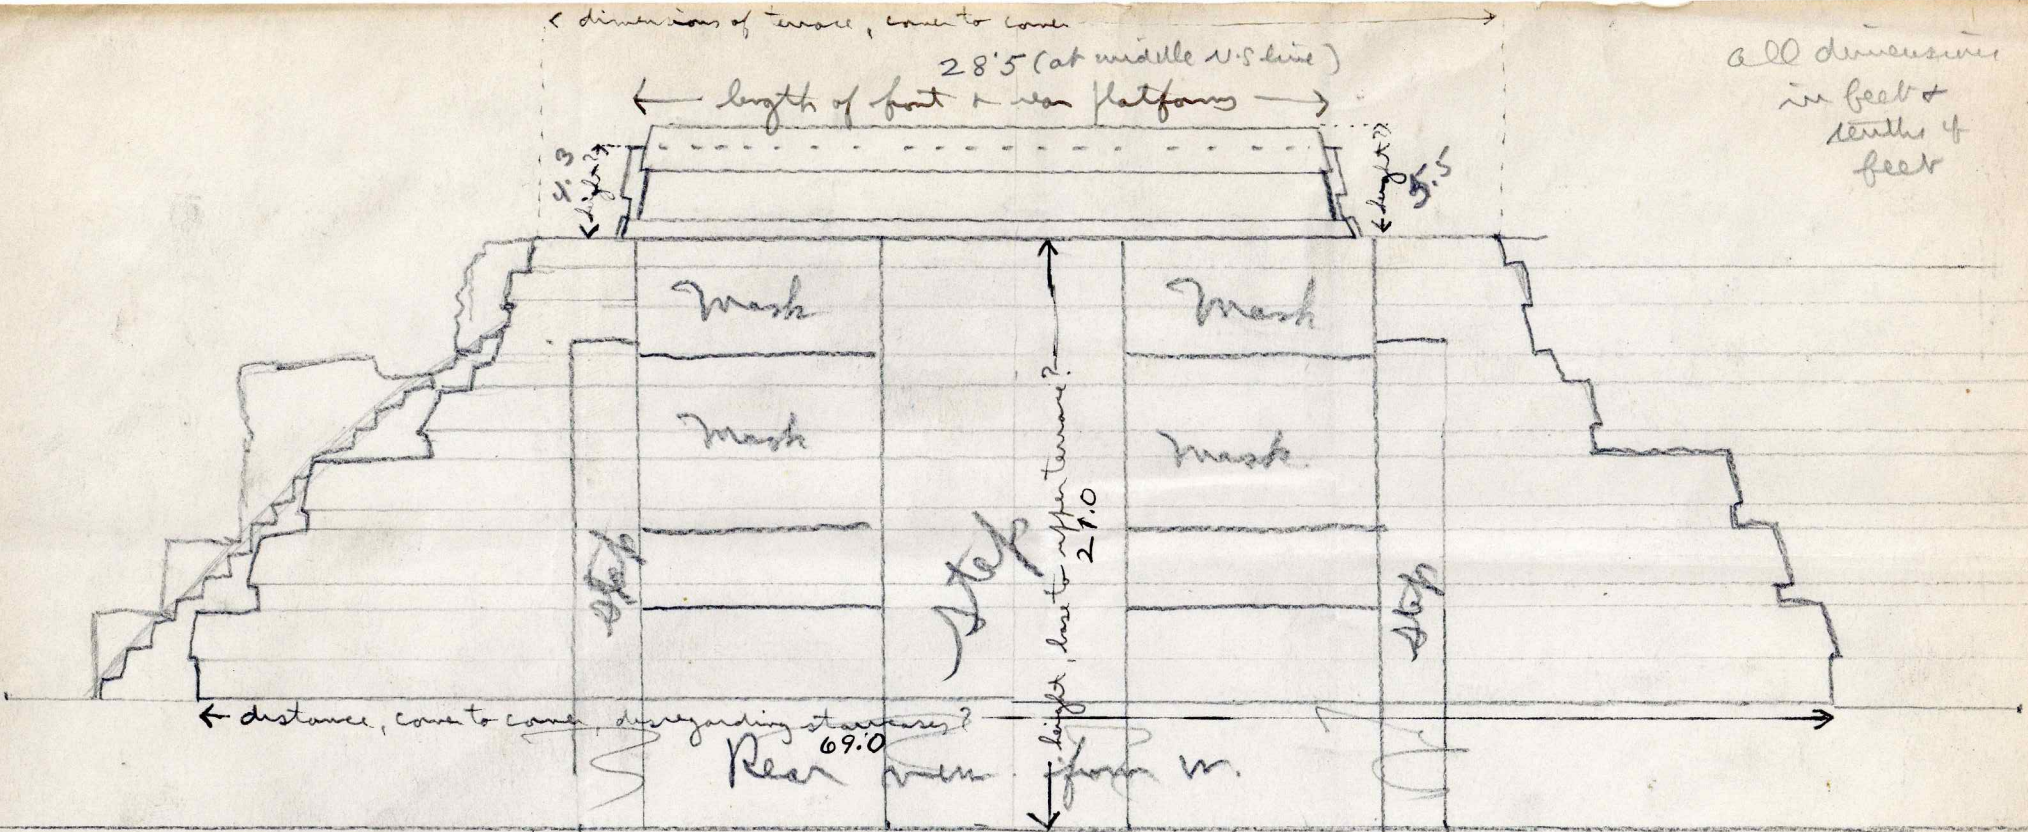 dimensions of terrace, corner to corner
28.5 (at middle N-S line)
length of front & rear platforms
all dimensions
in feet &
tenths of
feet
height?
4.3
height?
5.5
Mask
Mask
Mask
Mask
Step
Step
Step
height, base to upper terrace?
distance, corner to corner, disregarding staircases?
69.0
Rear view from W.